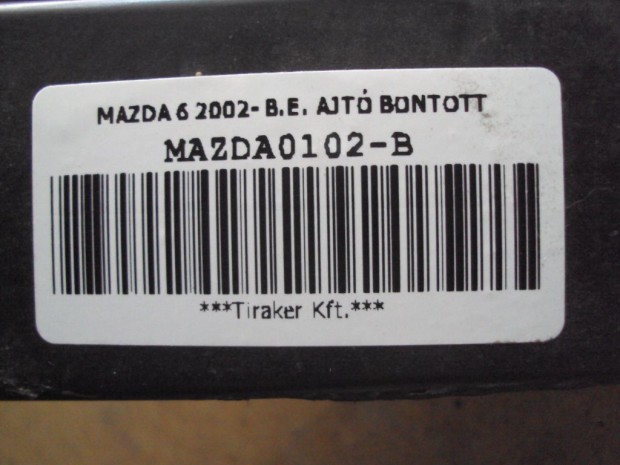 MAZDA 6 2002- B.E. AJTÓ BONTOTT
MAZDA0102-B
***Tiraker Kft.***